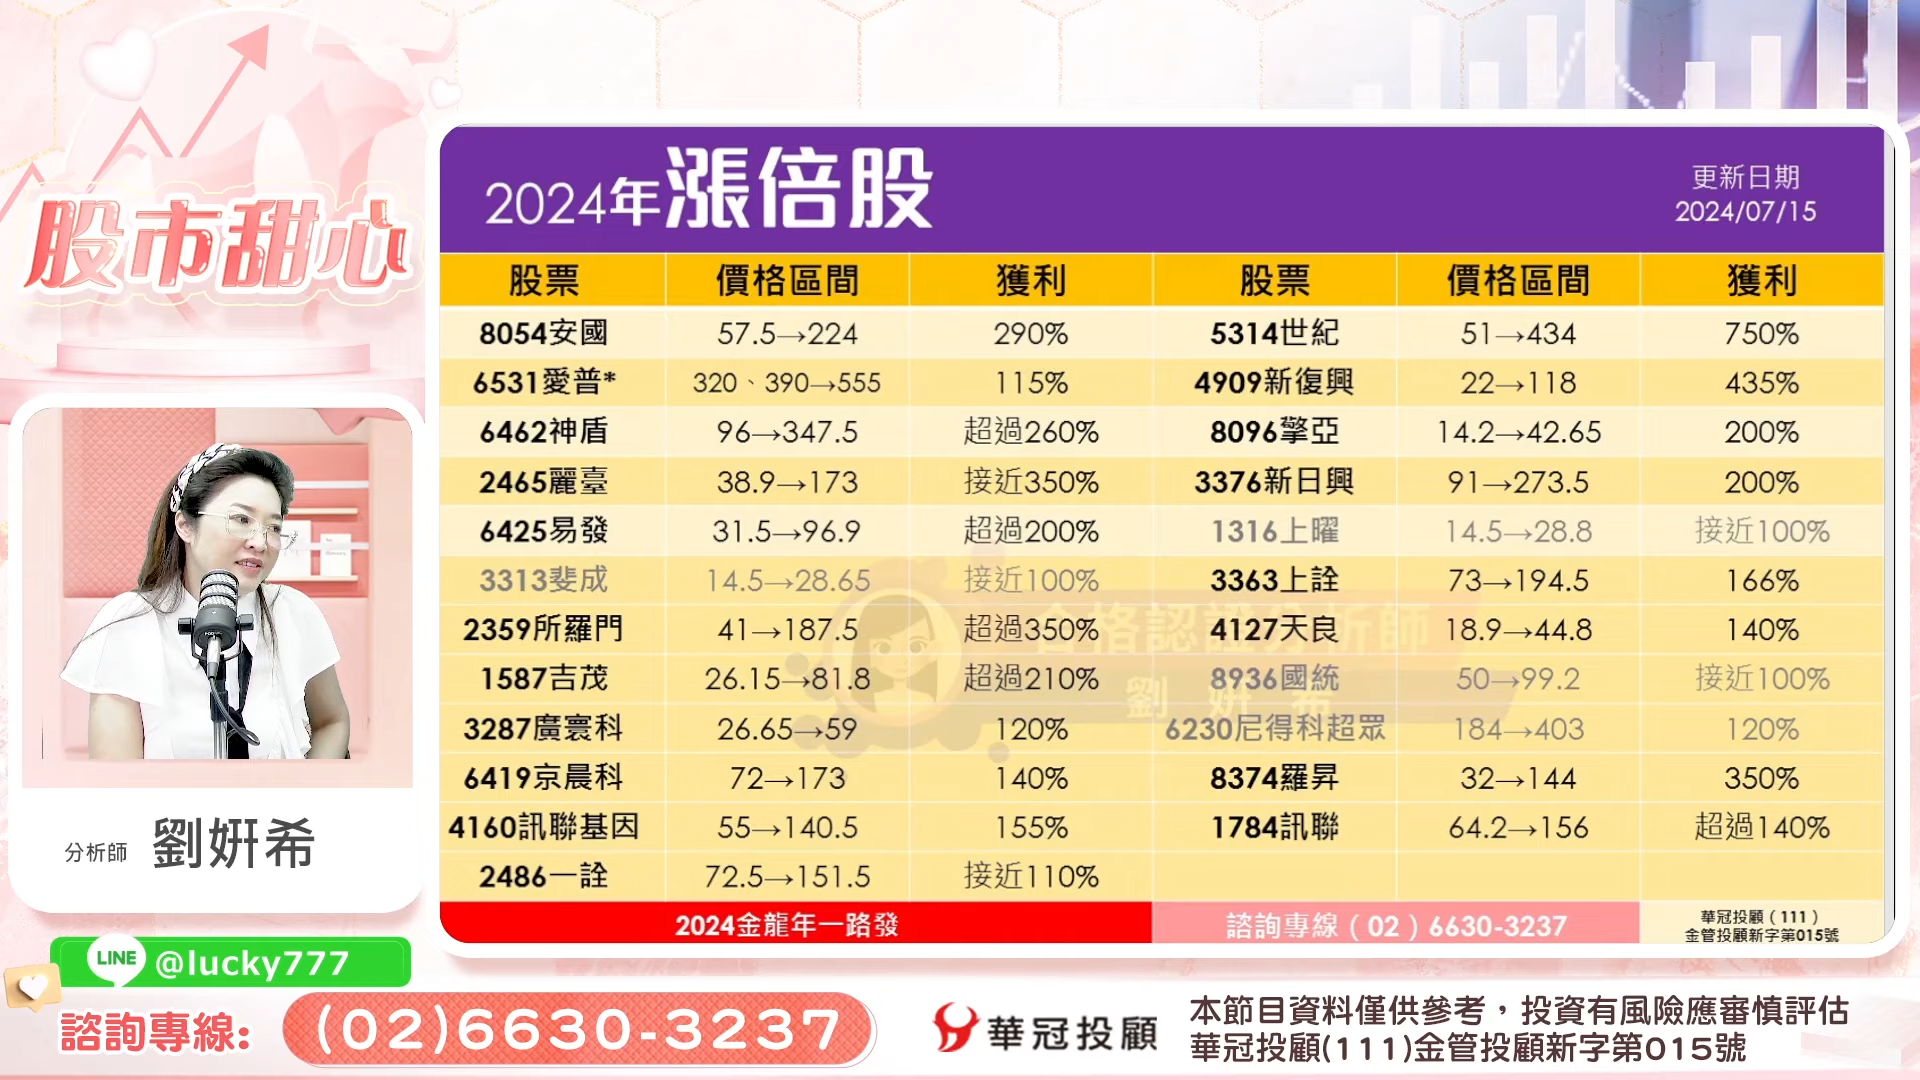 股市甜心
分析師 劉妍希
LINE @lucky777
2024年漲倍股
更新日期
2024/07/15
股票 價格區間 獲利 股票 價格區間 獲利
8054安國 57.5→224 290% 5314世紀 51→434 750%
6531愛普* 320、390→555 115% 4909新復興 22→118 435%
6462神盾 96→347.5 超過260% 8096擎亞 14.2→42.65 200%
2465麗臺 38.9→173 接近350% 3376新日興 91→273.5 200%
6425易發 31.5→96.9 超過200% 1316上曜 14.5→28.8 接近100%
3313斐成 14.5→28.65 接近100% 3363上詮 73→194.5 166%
2359所羅門 41→187.5 超過350% 4127天良 18.9→44.8 140%
1587吉茂 26.15→81.8 超過210% 8936國統 50→99.2 接近100%
3287廣寰科 26.65→59 120% 6230尼得科超眾 184→403 120%
6419京晨科 72→173 140% 8374羅昇 32→144 350%
4160訊聯基因 55→140.5 155% 1784訊聯 64.2→156 超過140%
2486一詮 72.5→151.5 接近110%
合格認證分析師
劉妍希
2024金龍年一路發 諮詢專線（02）6630-3237
華冠投顧（111）
金管投顧新字第015號
諮詢專線: (02)6630-3237
華冠投顧
本節目資料僅供參考，投資有風險應審慎評估
華冠投顧(111)金管投顧新字第015號